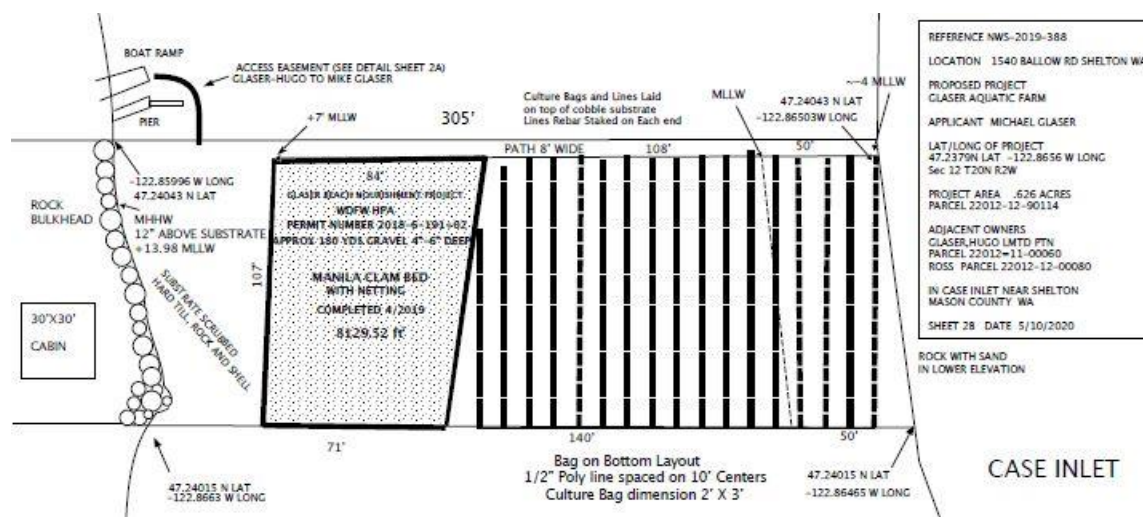 BOAT RAMP
ACCESS EASEMENT (SEE DETAIL SHEET 2A)
GLASER-HUGO TO MIKE GLASER
PIER
+7' MLLW
305'
Culture Bags and Lines Laid
on top of cobble substrate
Lines Rebar Staked on Each end
MLLW
47.24043 N LAT
-122.86503W LONG
~-4 MLLW
PATH 8' WIDE
108'
50'
-122.85996 W LONG
47.24043 N LAT
ROCK
BULKHEAD
MHHW
12" ABOVE SUBSTRATE
+13.98 MLLW
SUBSTRATE SCRUBBED
HARD TILL, ROCK AND SHELL
30'X30'
CABIN
107'
84'
GLASER BEACH NOURISHMENT PROJECT
WDFW HPA
PERMIT NUMBER 2018-6-191+02
APPROX 180 YDS GRAVEL 4"-6" DEEP
MANILA CLAM BED
WITH NETTING
COMPLETED 4/2019
8129.52 ft
71'
140'
50'
47.24015 N LAT
-122.8663 W LONG
Bag on Bottom Layout
1/2" Poly line spaced on 10' Centers
Culture Bag dimension 2' X 3'
47.24015 N LAT
-122.86465 W LONG
CASE INLET
ROCK WITH SAND
IN LOWER ELEVATION
REFERENCE NWS-2019-388
LOCATION 1540 BALLOW RD SHELTON WA
PROPOSED PROJECT
GLASER AQUATIC FARM
APPLICANT MICHAEL GLASER
LAT/LONG OF PROJECT
47.2379N LAT -122.8656 W LONG
Sec 12 T20N R2W
PROJECT AREA .626 ACRES
PARCEL 22012-12-90114
ADJACENT OWNERS
GLASER,HUGO LMTD PTN
PARCEL 22012=11-00060
ROSS PARCEL 22012-12-00080
IN CASE INLET NEAR SHELTON
MASON COUNTY WA
SHEET 2B DATE 5/10/2020